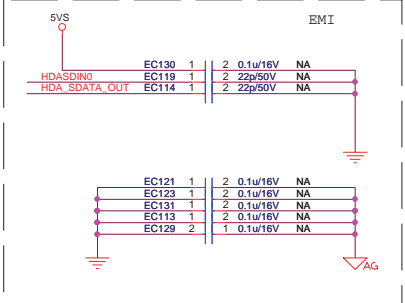 5VS
EMI
EC130 1 2 0.1u/16V NA
HDASDIN0 EC119 1 2 22p/50V NA
HDA_SDATA_OUT EC114 1 2 22p/50V NA
EC121 1 2 0.1u/16V NA
EC123 1 2 0.1u/16V NA
EC131 1 2 0.1u/16V NA
EC113 1 2 0.1u/16V NA
EC129 2 1 0.1u/16V NA
AG